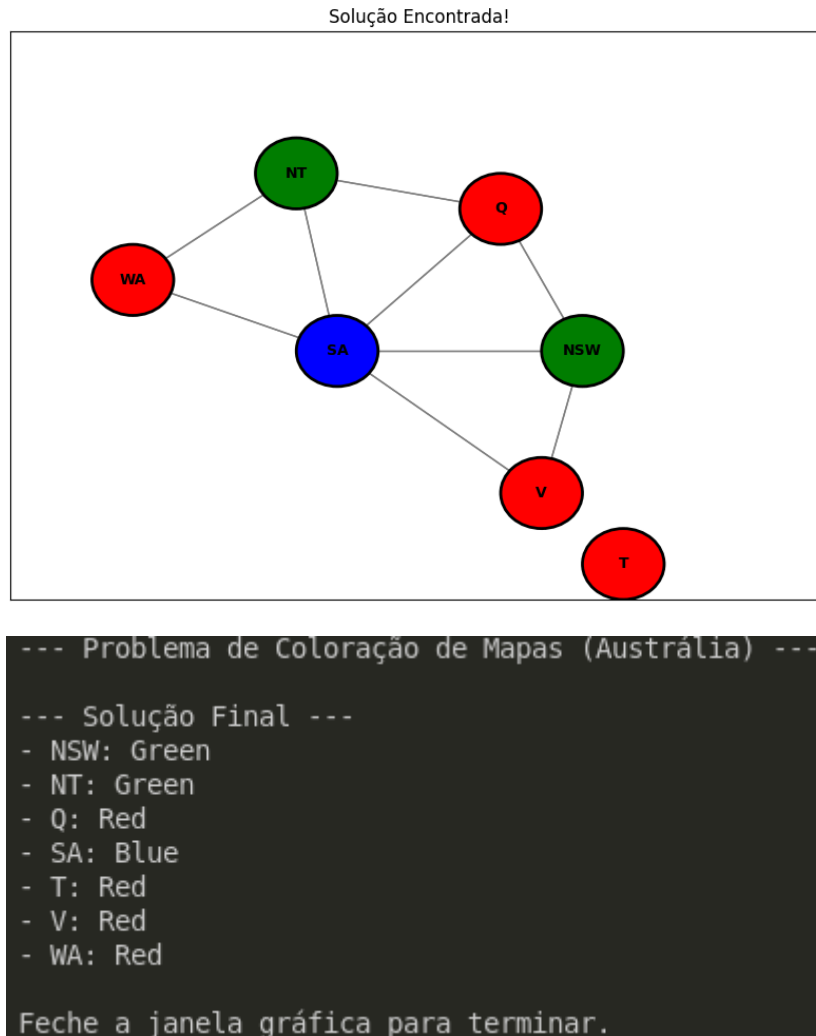 Solução Encontrada!
NT
Q
WA
SA
NSW
V
T
--- Problema de Coloração de Mapas (Austrália) ---
--- Solução Final ---
- NSW: Green
- NT: Green
- Q: Red
- SA: Blue
- T: Red
- V: Red
- WA: Red
Feche a janela gráfica para terminar.